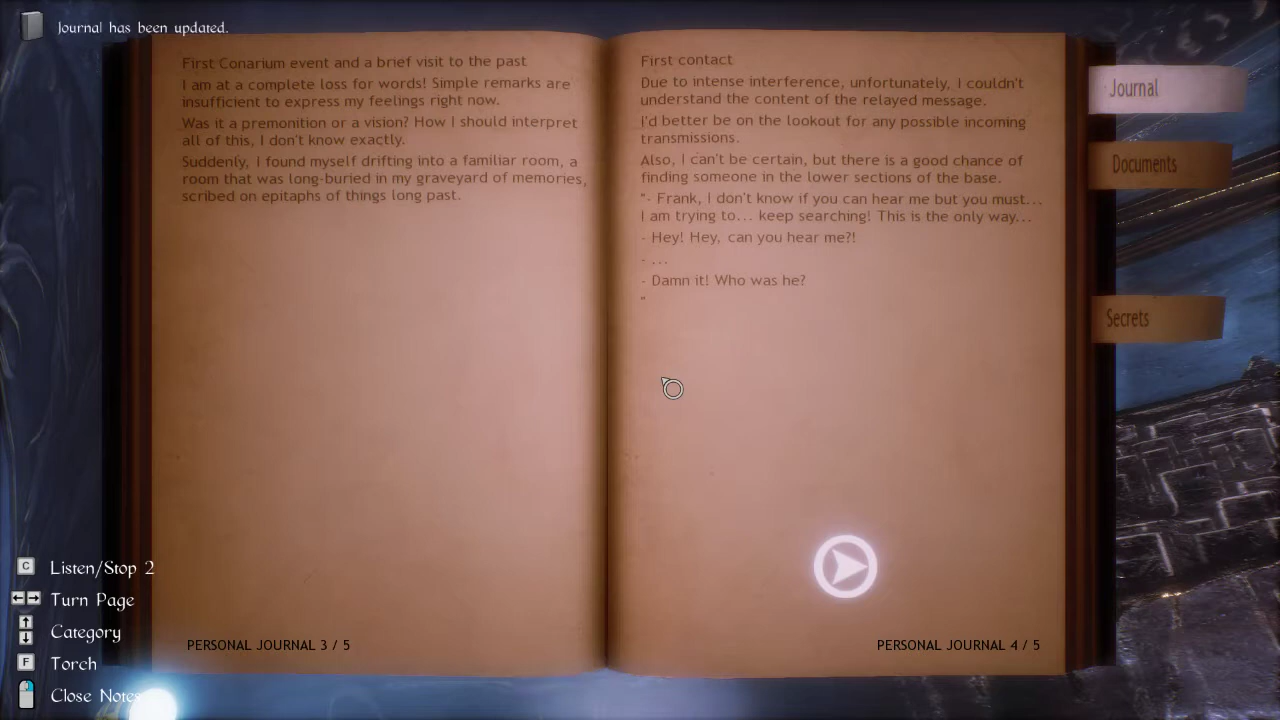 Journal has been updated.
First Conarium event and a brief visit to the past
I am at a complete loss for words! Simple remarks are
insufficient to express my feelings right now.
Was it a premonition or a vision? How I should interpret
all of this, I don't know exactly.
Suddenly, I found myself drifting into a familiar room, a
room that was long-buried in my graveyard of memories,
scribed on epitaphs of things long past.
PERSONAL JOURNAL 3 / 5
First contact
Due to intense interference, unfortunately, I couldn't
understand the content of the relayed message.
I'd better be on the lookout for any possible incoming
transmissions.
Also, I can't be certain, but there is a good chance of
finding someone in the lower sections of the base.
"- Frank, I don't know if you can hear me but you must...
I am trying to... keep searching! This is the only way...
- Hey! Hey, can you hear me?!
- ...
- Damn it! Who was he?
"
PERSONAL JOURNAL 4 / 5
Journal
Documents
Secrets
C Listen/Stop 2
Turn Page
Category
F Torch
Close Notes